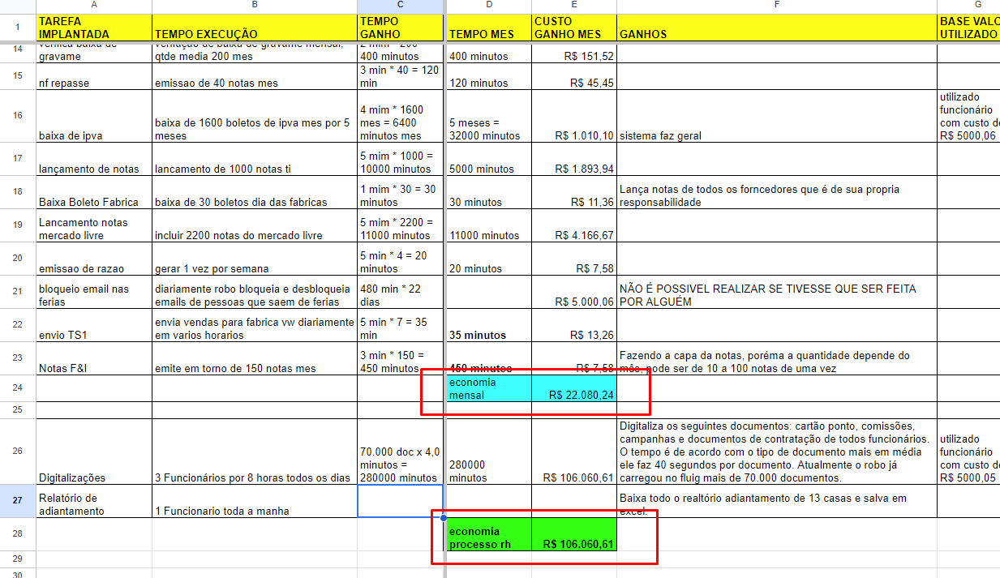 A B C D E F G
1 TAREFA IMPLANTADA TEMPO EXECUÇÃO TEMPO GANHO TEMPO MES CUSTO GANHO MES GANHOS BASE VALO UTILIZADO
14 verifica baixa de gravame qtde media 200 mes 400 minutos 400 minutos R$ 151,52
15 nf repasse emissao de 40 notas mes 3 min * 40 = 120 min 120 minutos R$ 45,45
16 baixa de ipva baixa de 1600 boletos de ipva mes por 5 meses 4 mim * 1600 mes = 6400 minutos mes 5 meses = 32000 minutos R$ 1.010,10 sistema faz geral utilizado funcionário com custo de R$ 5000,06
17 lançamento de notas lancamento de 1000 notas ti 5 mim * 1000 = 10000 minutos 5000 minutos R$ 1.893,94
18 Baixa Boleto Fabrica baixa de 30 boletos dia das fabricas 1 mim * 30 = 30 minutos 30 minutos R$ 11,36 Lança notas de todos os forncedores que é de sua propria responsabilidade
19 Lancamento notas mercado livre incluir 2200 notas do mercado livre 5 mim * 2200 = 11000 minutos 11000 minutos R$ 4.166,67
20 emissao de razao gerar 1 vez por semana 5 min * 4 = 20 minutos 20 minutos R$ 7,58
21 bloqueio email nas ferias diariamente robo bloqueia e desbloqueia emails de pessoas que saem de ferias 480 min * 22 dias R$ 5.000,06 NÃO É POSSIVEL REALIZAR SE TIVESSE QUE SER FEITA POR ALGUÉM
22 envio TS1 envia vendas para fabrica vw diariamente em varios horarios 5 min * 7 = 35 min 35 minutos R$ 13,26
23 Notas F&I emite em torno de 150 notas mes 3 min * 150 = 450 minutos 450 minutos R$ 7,58 Fazendo a capa da notas, poréma a quantidade depende do mês, pode ser de 10 a 100 notas de uma vez
24 economia mensal R$ 22.080,24
25
26 Digitalizações 3 Funcionários por 8 horas todos os dias 70.000 doc x 4,0 minutos = 280000 minutos 280000 minutos R$ 106.060,61 Digitaliza os seguintes documentos: cartão ponto, comissões, campanhas e documentos de contratação de todos funcionários. O tempo é de acordo com o tipo de documento mais em média ele faz 40 segundos por documento. Atualmente o robo já carregou no fluig mais de 70.000 documentos. utilizado funcionário com custo de R$ 5000,05
27 Relatório de adiantamento 1 Funcionario toda a manha Baixa todo o realtório adiantamento de 13 casas e salva em excel.
28 economia processo rh R$ 106.060,61
29
30